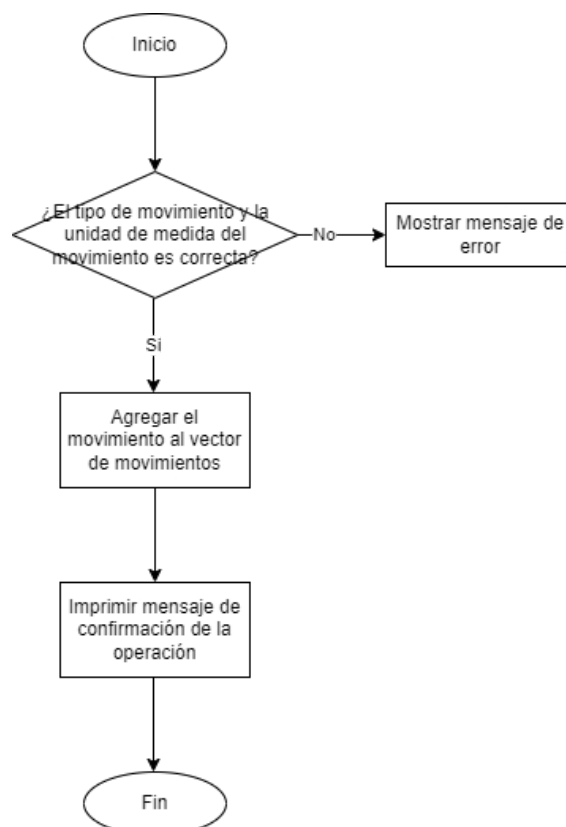 Inicio
¿El tipo de movimiento y la
unidad de medida del
movimiento es correcta?
No
Mostrar mensaje de
error
Si
Agregar el
movimiento al vector
de movimientos
Imprimir mensaje de
confirmación de la
operación
Fin